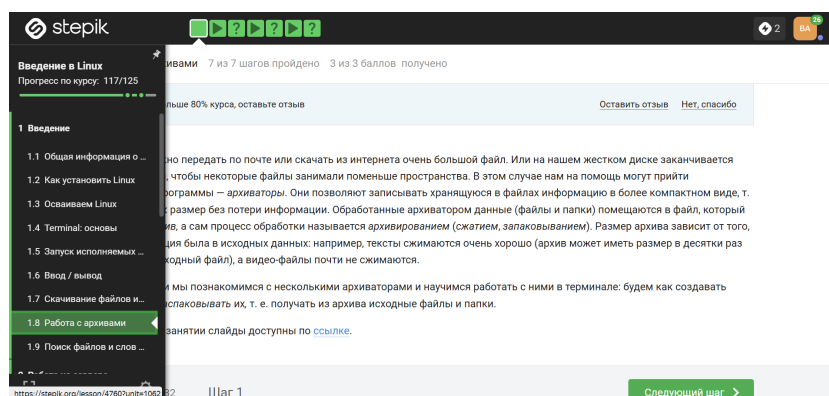 stepik
? ? ?
2
BA
26
Введение в Linux
Прогресс по курсу: 117/125
ивами 7 из 7 шагов пройдено 3 из 3 баллов получено
льше 80% курса, оставьте отзыв Оставить отзыв Нет, спасибо
1 Введение
1.1 Общая информация о ...
1.2 Как установить Linux
1.3 Осваиваем Linux
1.4 Terminal: основы
1.5 Запуск исполняемых ...
1.6 Ввод / вывод
1.7 Скачивание файлов и...
1.8 Работа с архивами
1.9 Поиск файлов и слов ...
https://stepik.org/lesson/4760?unit=1062
но передать по почте или скачать из интернета очень большой файл. Или на нашем жестком диске заканчивается
, чтобы некоторые файлы занимали поменьше пространства. В этом случае нам на помощь могут прийти
рограммы — архиваторы. Они позволяют записывать хранящуюся в файлах информацию в более компактном виде, т.
размер без потери информации. Обработанные архиватором данные (файлы и папки) помещаются в файл, который
ив, а сам процесс обработки называется архивированием (сжатием, запаковыванием). Размер архива зависит от того,
ция была в исходных данных: например, тексты сжимаются очень хорошо (архив может иметь размер в десятки раз
ходный файл), а видео-файлы почти не сжимаются.
и мы познакомимся с несколькими архиваторами и научимся работать с ними в терминале: будем как создавать
спаковывать их, т. е. получать из архива исходные файлы и папки.
занятии слайды доступны по ссылке.
32 Шаг 1
Следующий шаг